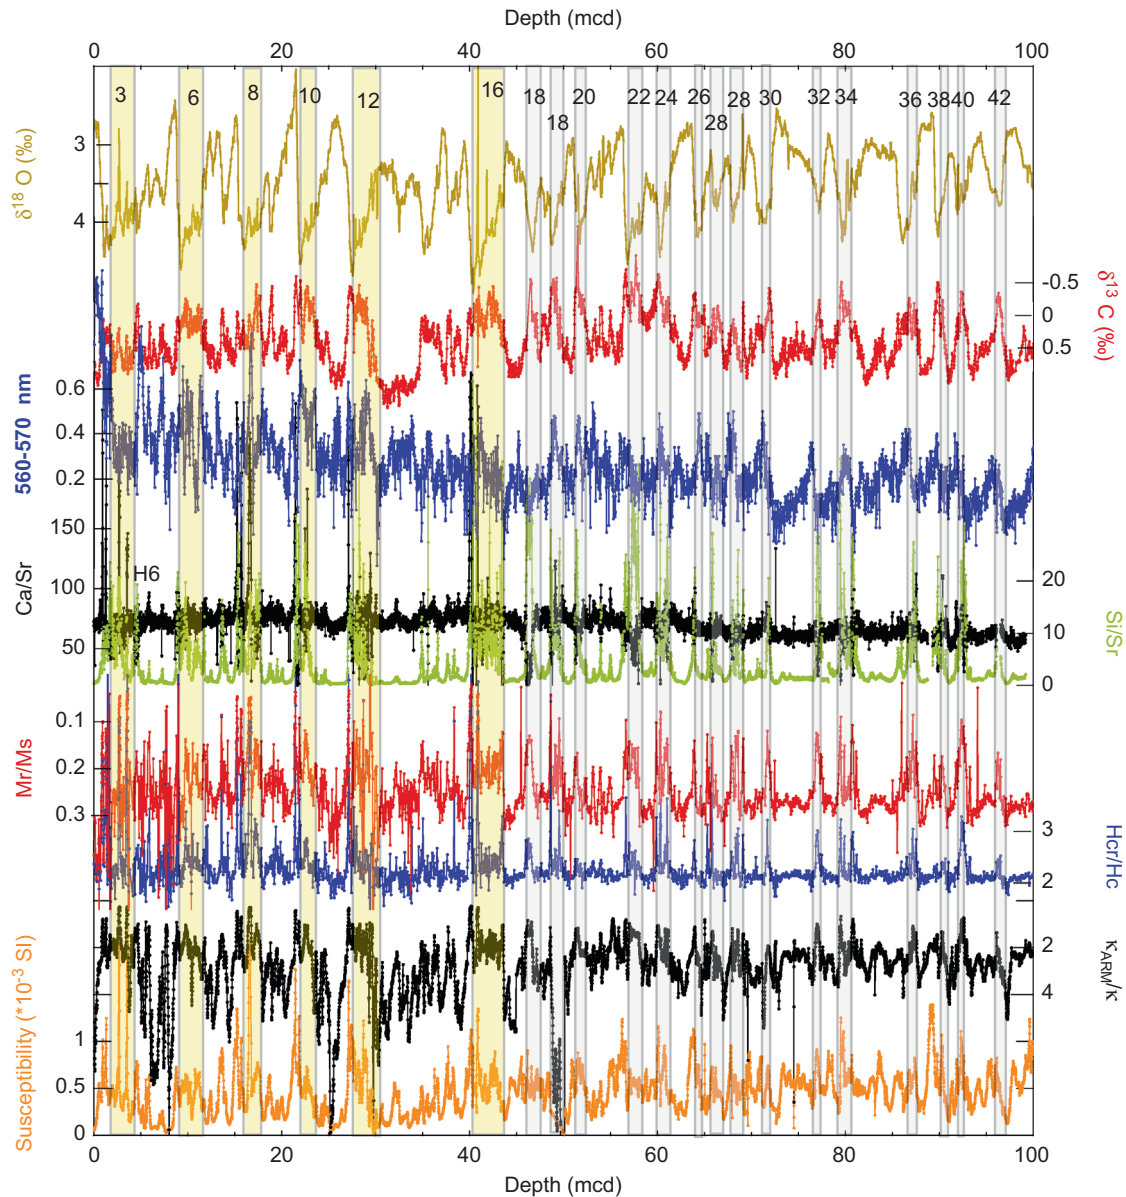 Depth (mcd)
0 20 40 60 80 100
3 6 8 10 12 16 18 18 20 22 24 26 28 28 30 32 34 36 38 40 42
δ18 O (‰)
3
4
δ13 C (‰)
-0.5
0
0.5
560-570 nm
0.6
0.4
0.2
Ca/Sr
150
100
50
H6
Si/Sr
20
10
0
Mr/Ms
0.1
0.2
0.3
Hcr/Hc
3
2
κARM/κ
2
4
Susceptibility (*10-3 SI)
1
0.5
0
0 20 40 60 80 100
Depth (mcd)